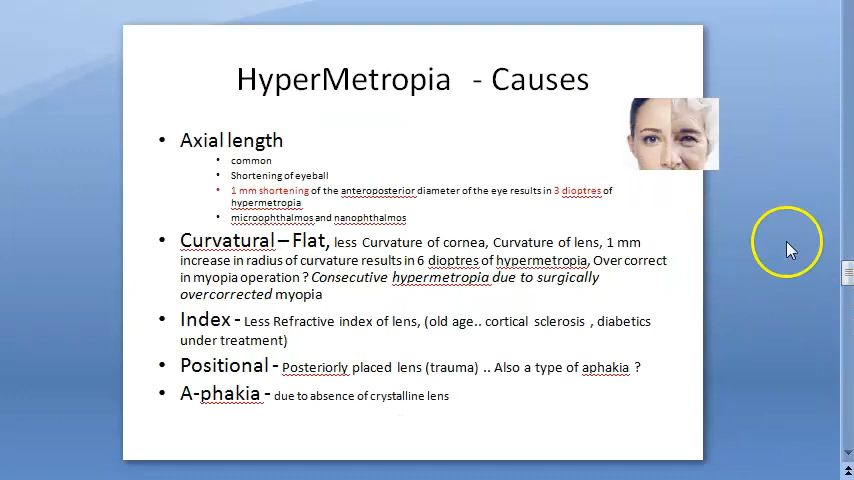 HyperMetropia - Causes
• Axial length
• common
• Shortening of eyeball
• 1 mm shortening of the anteroposterior diameter of the eye results in 3 dioptres of
hypermetropia
• microophthalmos and nanophthalmos
• Curvatural – Flat, less Curvature of cornea, Curvature of lens, 1 mm
increase in radius of curvature results in 6 dioptres of hypermetropia, Over correct
in myopia operation ? Consecutive hypermetropia due to surgically
overcorrected myopia
• Index - Less Refractive index of lens, (old age.. cortical sclerosis , diabetics
under treatment)
• Positional - Posteriorly placed lens (trauma) .. Also a type of aphakia ?
• A-phakia - due to absence of crystalline lens